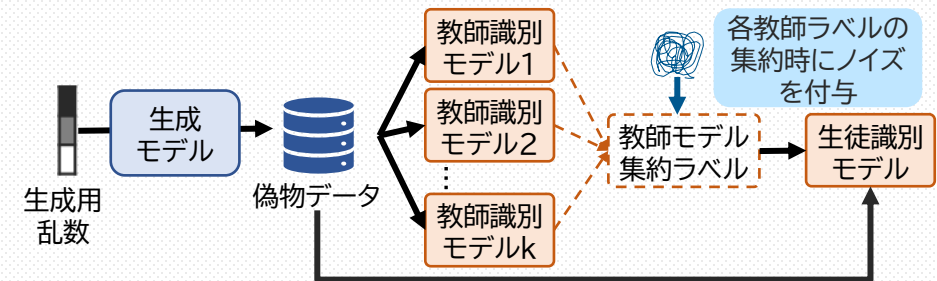 生成用
乱数
生成
モデル
偽物データ
教師識別
モデル1
教師識別
モデル2
⋮
教師識別
モデルk
各教師ラベルの
集約時にノイズ
を付与
教師モデル
集約ラベル
生徒識別
モデル